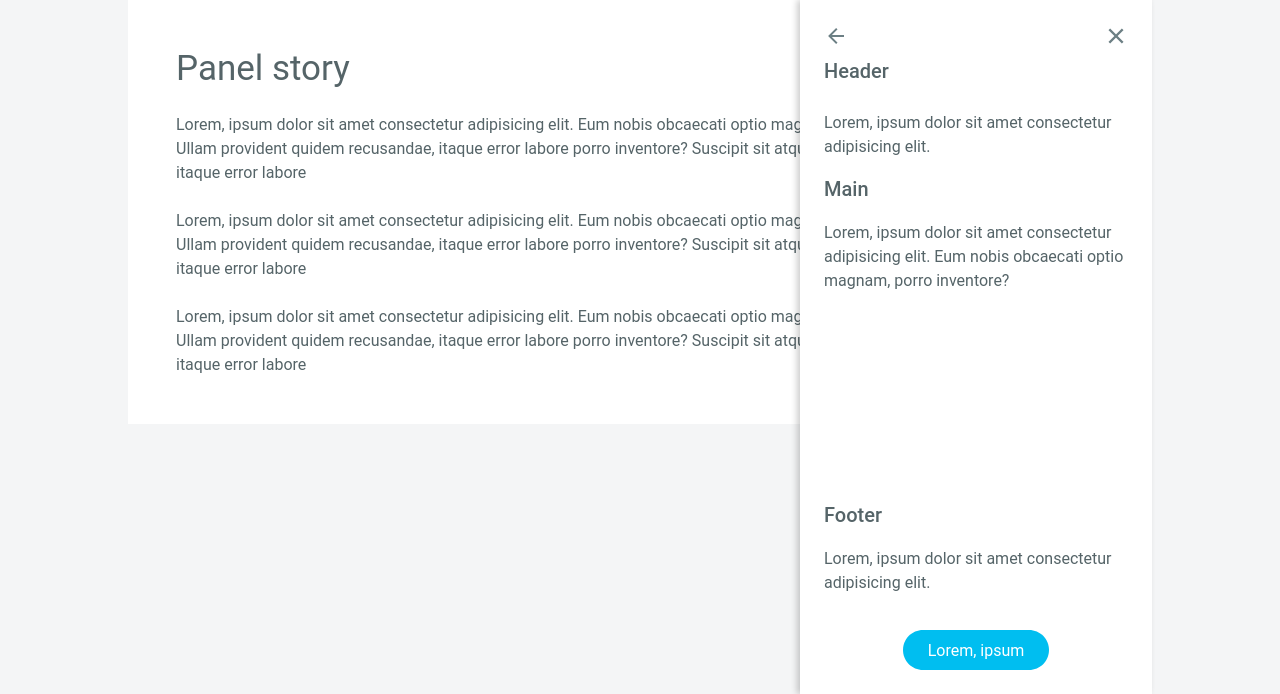 Panel story
Lorem, ipsum dolor sit amet consectetur adipisicing elit. Eum nobis obcaecati optio
Ullam provident quidem recusandae, itaque error labore porro inventore? Suscipit sit
itaque error labore
Lorem, ipsum dolor sit amet consectetur adipisicing elit. Eum nobis obcaecati optio
Ullam provident quidem recusandae, itaque error labore porro inventore? Suscipit sit
itaque error labore
Lorem, ipsum dolor sit amet consectetur adipisicing elit. Eum nobis obcaecati optio
Ullam provident quidem recusandae, itaque error labore porro inventore? Suscipit sit
itaque error labore
Header
Lorem, ipsum dolor sit amet consectetur
adipisicing elit.
Main
Lorem, ipsum dolor sit amet consectetur
adipisicing elit. Eum nobis obcaecati optio
magnam, porro inventore?
Footer
Lorem, ipsum dolor sit amet consectetur
adipisicing elit.
Lorem, ipsum